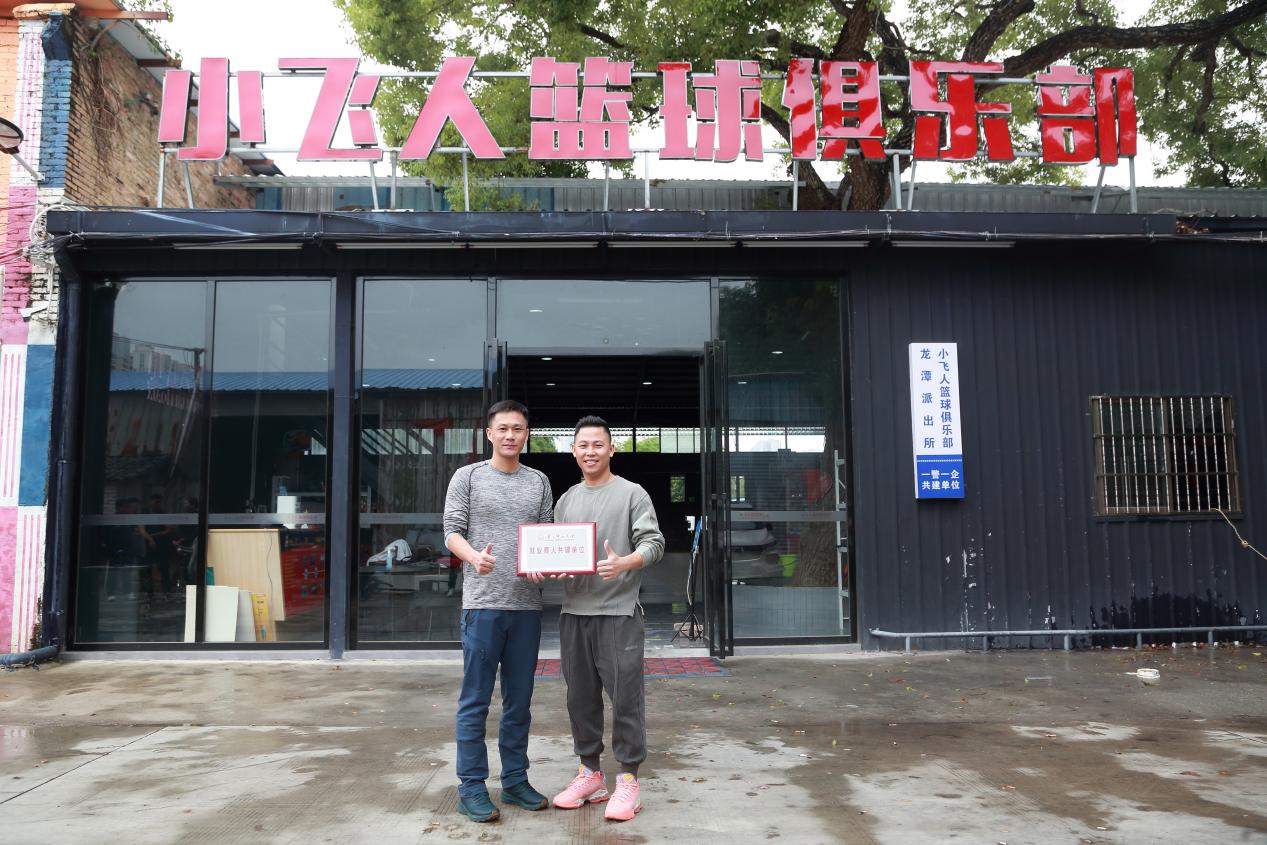 小飞人篮球俱乐部
小飞人篮球俱乐部
龙潭派出所
一警一企
共建单位
就业育人共建单位